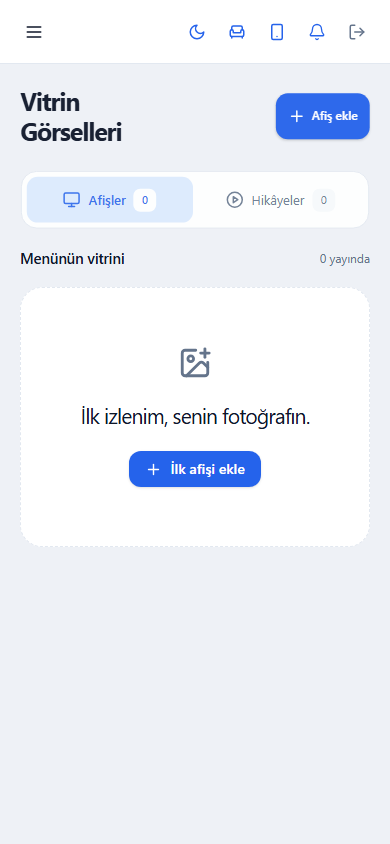 Vitrin
Görselleri
Afiş ekle
Afişler 0
Hikâyeler 0
Menünün vitrini
0 yayında
İlk izlenim, senin fotoğrafın.
İlk afişi ekle